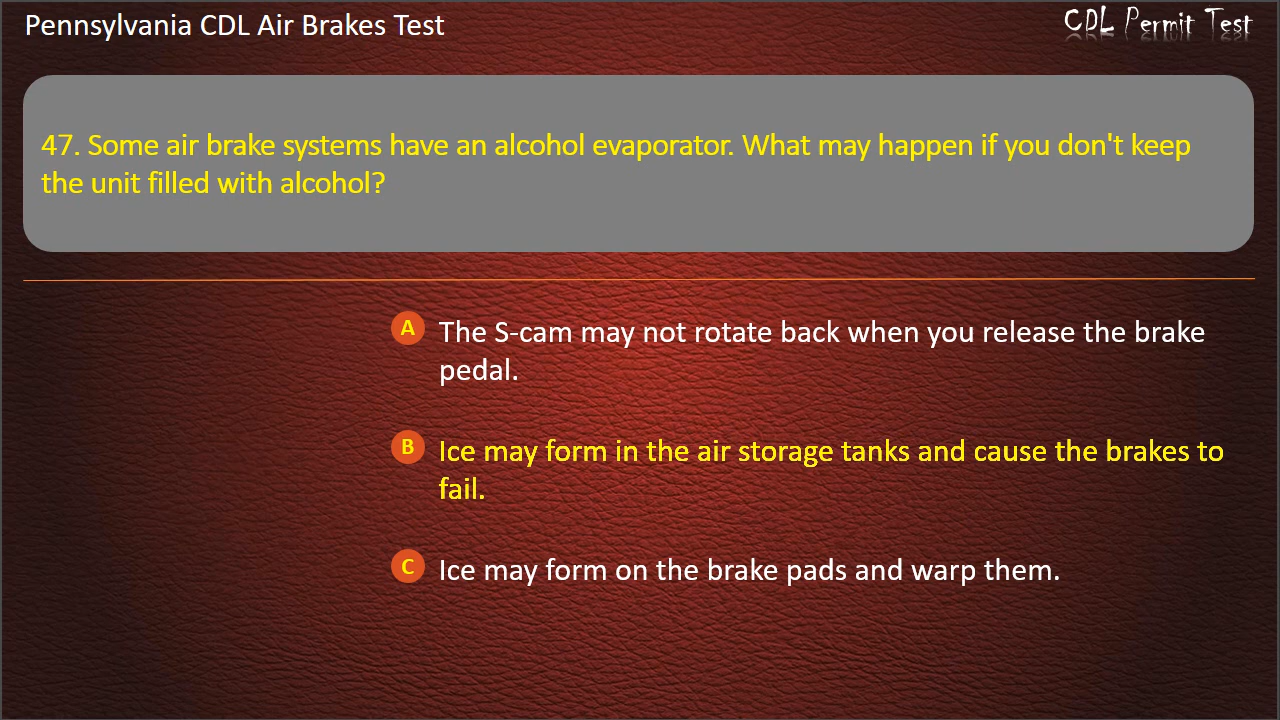 Pennsylvania CDL Air Brakes Test
CDL Permit Test
47. Some air brake systems have an alcohol evaporator. What may happen if you don't keep
the unit filled with alcohol?
A The S-cam may not rotate back when you release the brake
pedal.
B Ice may form in the air storage tanks and cause the brakes to
fail.
C Ice may form on the brake pads and warp them.